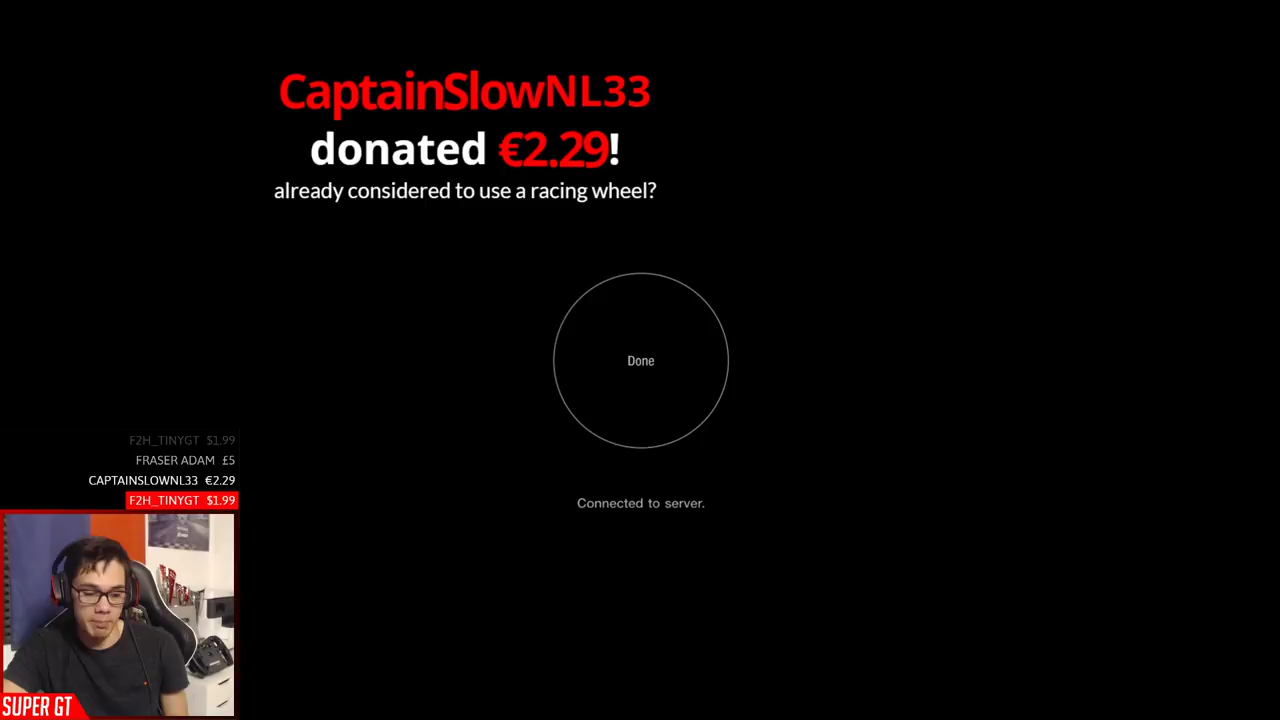 CaptainSlowNL33
donated €2.29!
already considered to use a racing wheel?
Done
Connected to server.
F2H_TINYGT $1.99
FRASER ADAM £5
CAPTAINSLOWNL33 €2.29
F2H_TINYGT $1.99
SUPER GT